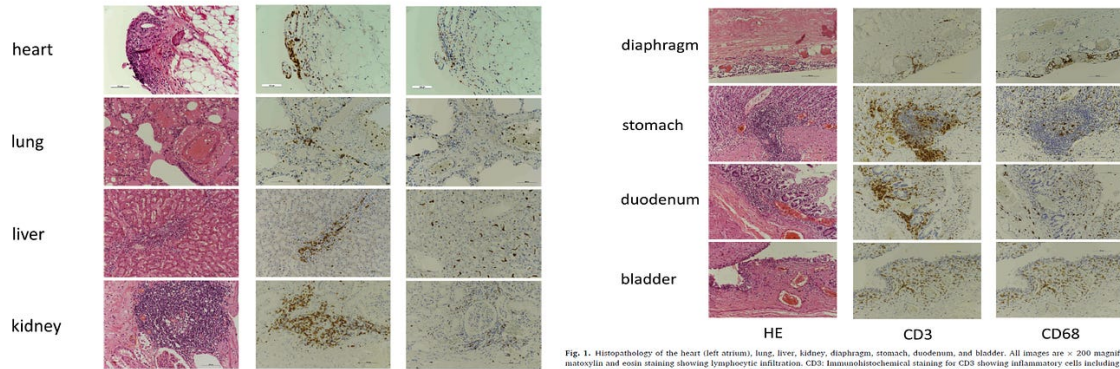 heart
lung
liver
kidney
diaphragm
stomach
duodenum
bladder
HE
CD3
CD68
Fig. 1. Histopathology of the heart (left atrium), lung, liver, kidney, diaphragm, stomach, duodenum, and bladder. All images are × 200 magnif
matoxylin and eosin staining showing lymphocytic infiltration. CD3: Immunohistochemical staining for CD3 showing inflammatory cells including